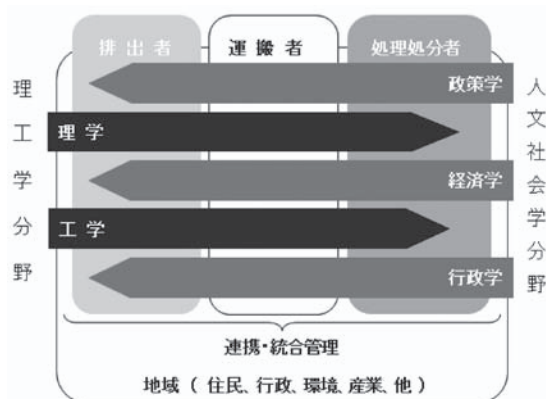 排出者 運搬者 処理処分者
理工学分野
人文社会学分野
政策学
理学
経済学
工学
行政学
連携・統合管理
地域 ( 住民、行政、環境、産業、他 )